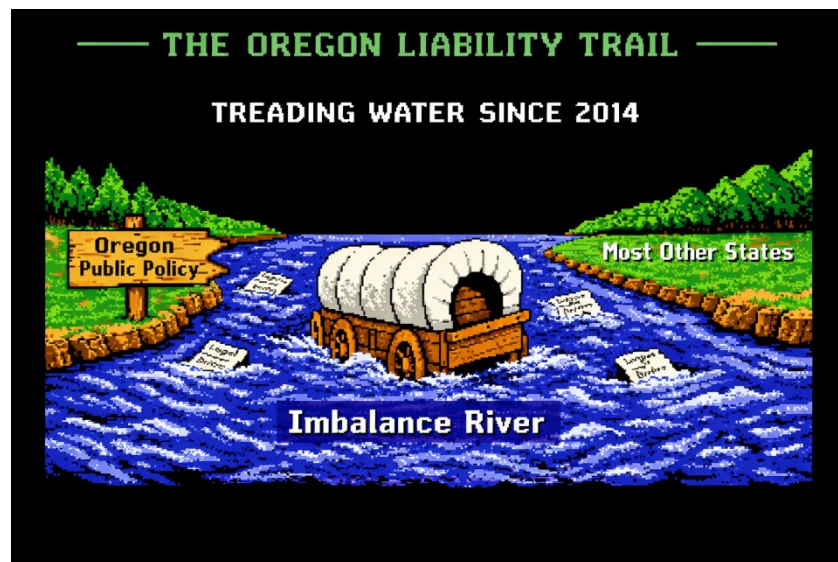 THE OREGON LIABILITY TRAIL
TREADING WATER SINCE 2014
Oregon
Public Policy
Most Other States
Imbalance River